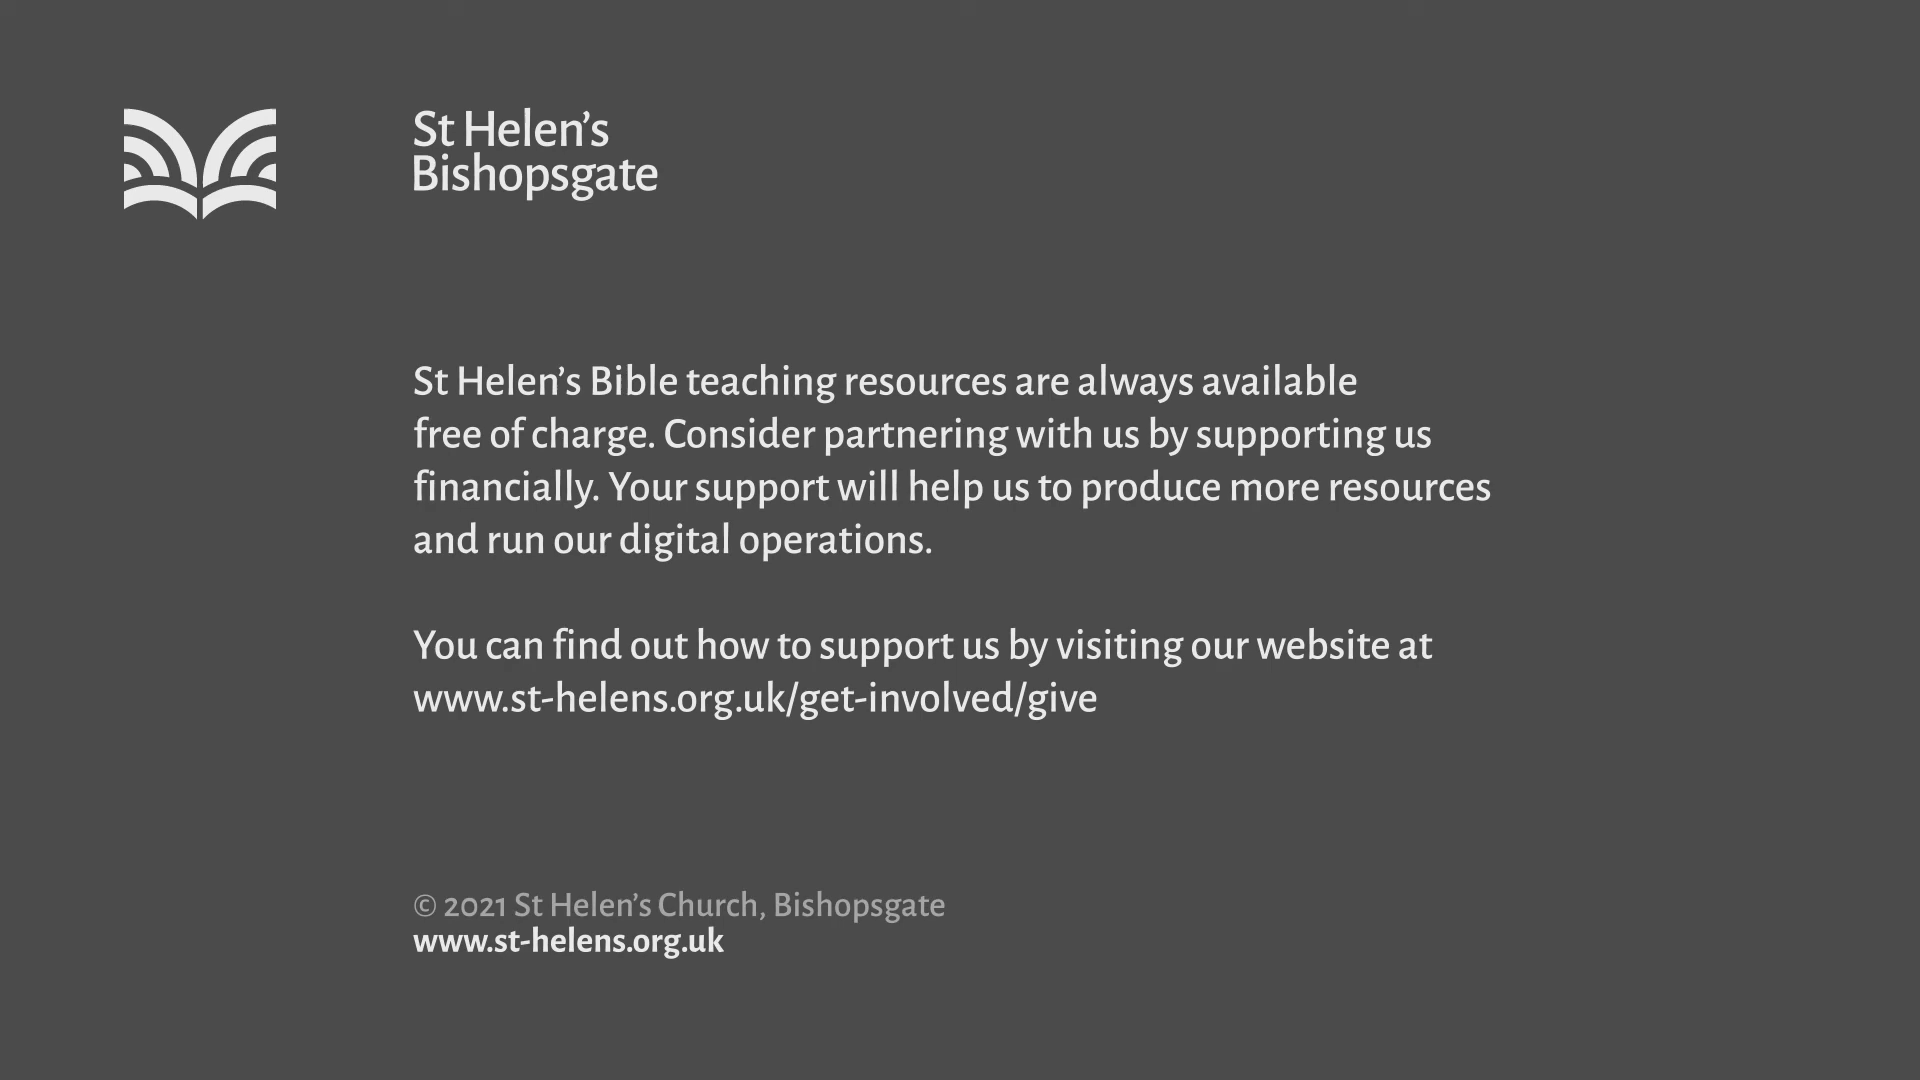 St Helen’s
Bishopsgate
St Helen’s Bible teaching resources are always available
free of charge. Consider partnering with us by supporting us
financially. Your support will help us to produce more resources
and run our digital operations.
You can find out how to support us by visiting our website at
www.st-helens.org.uk/get-involved/give
© 2021 St Helen’s Church, Bishopsgate
www.st-helens.org.uk